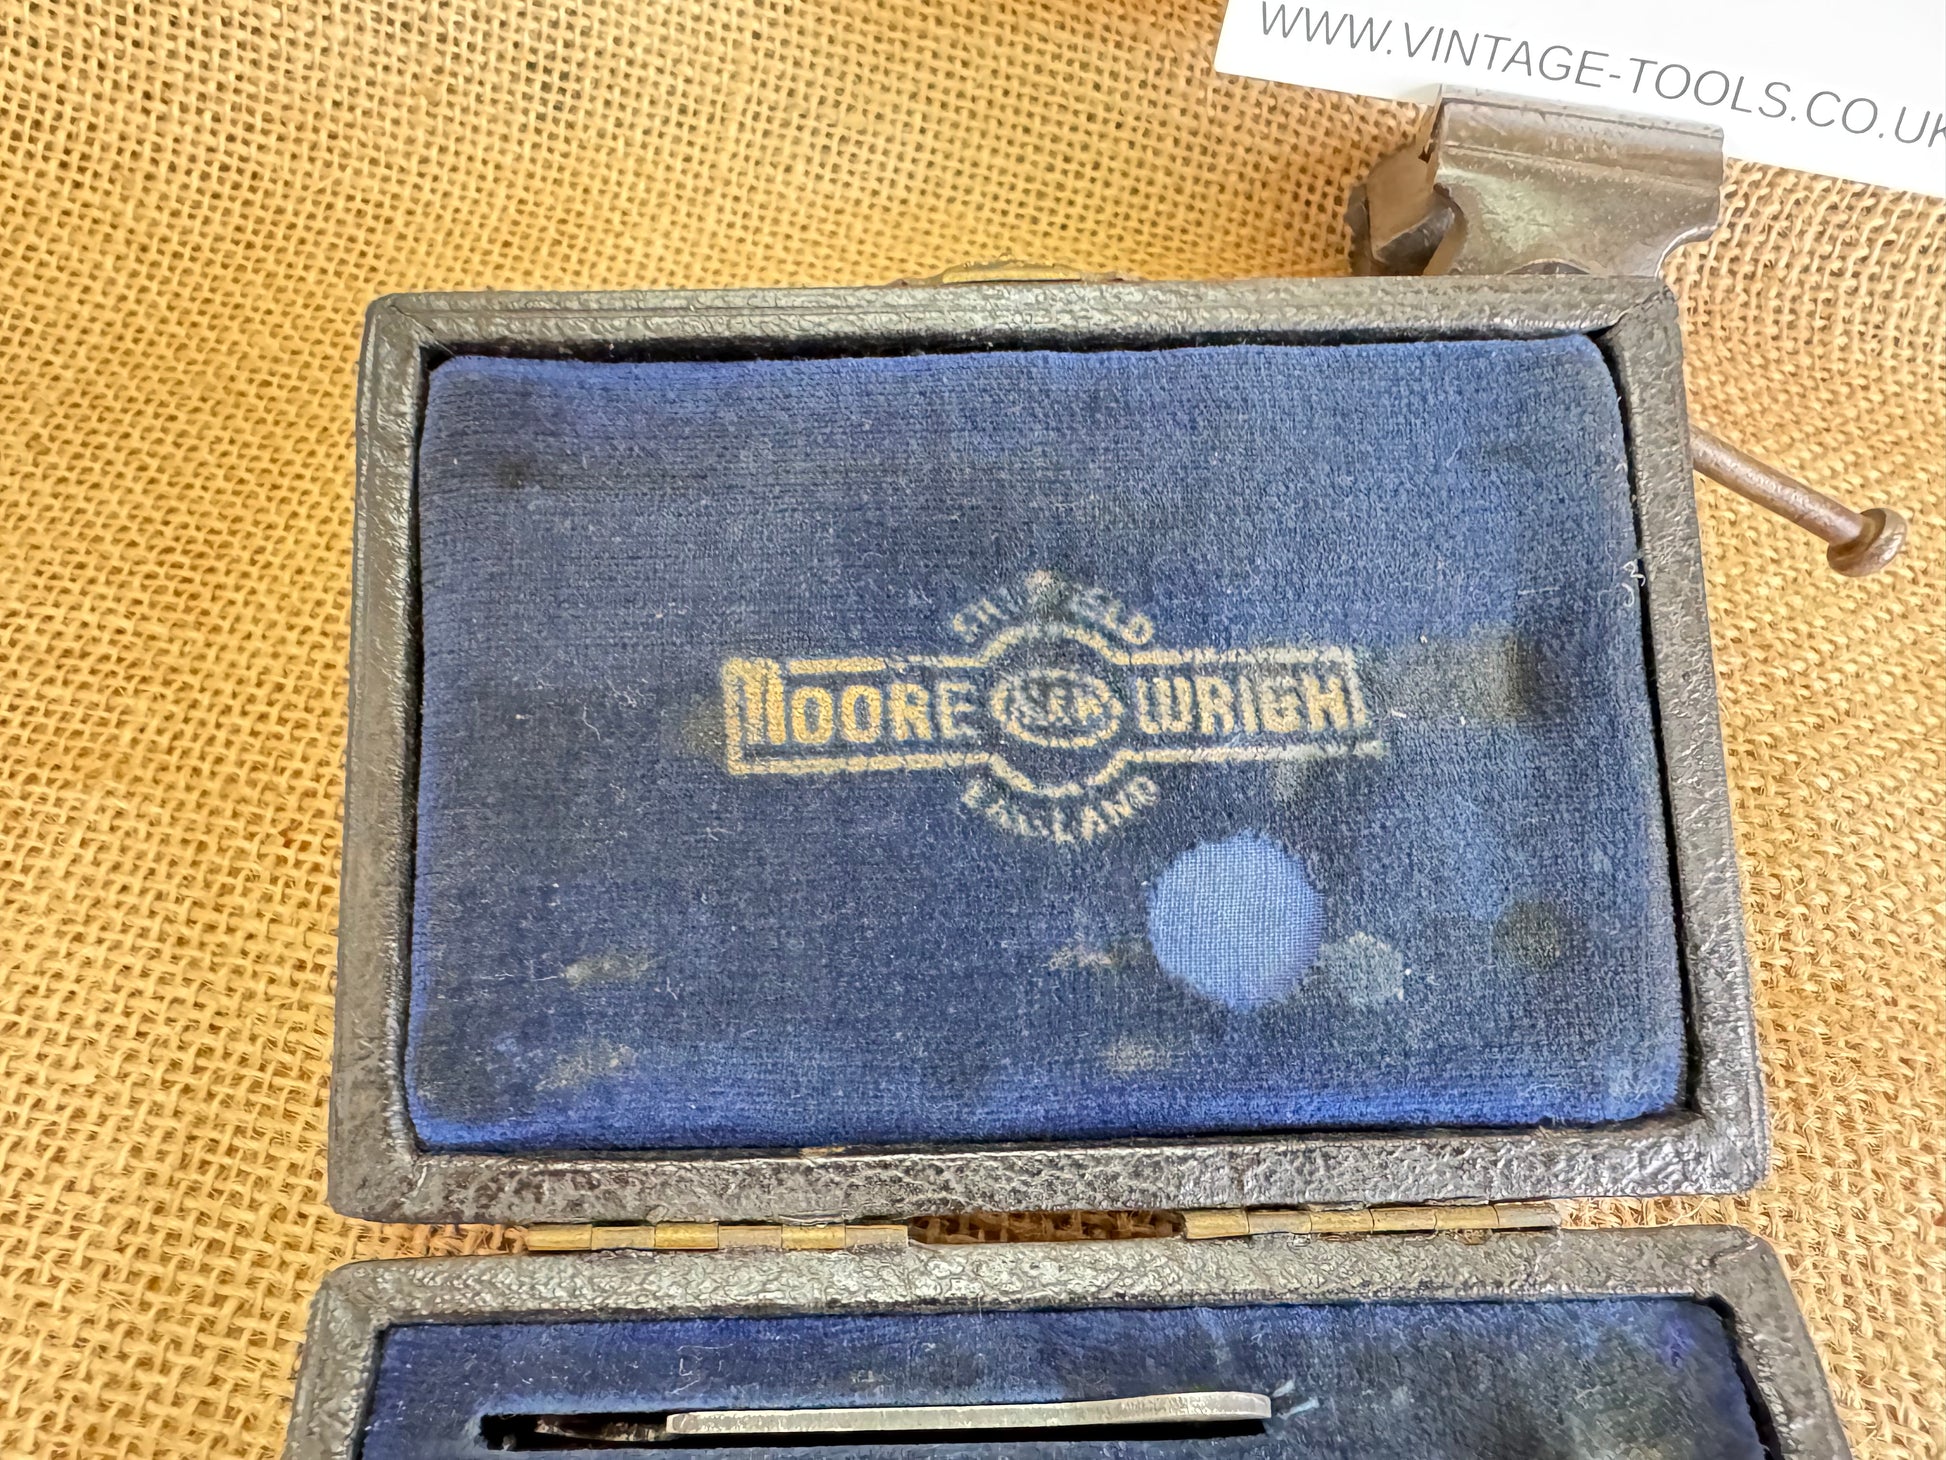 WWW.VINTAGE-TOOLS.CO.UK
SHEFFIELD
MOORE WRIGHT
ENGLAND